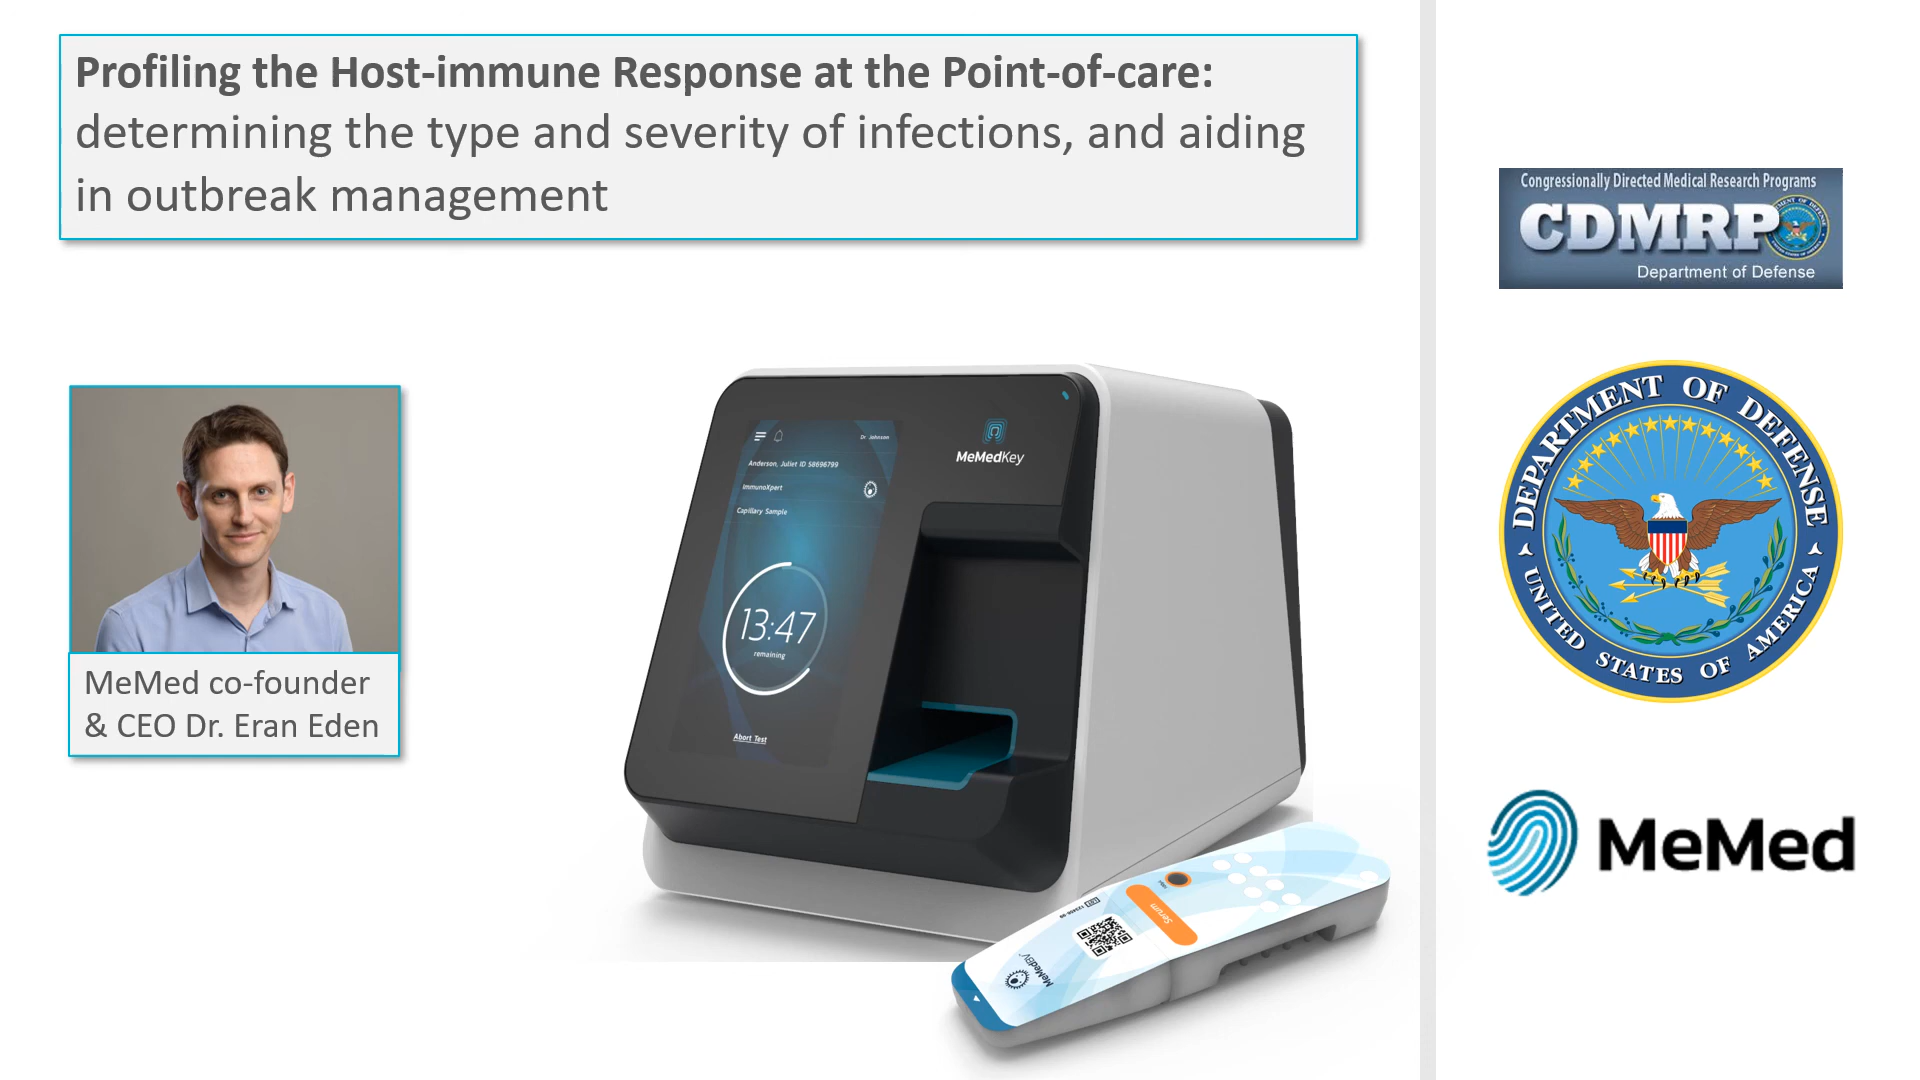 Profiling the Host-immune Response at the Point-of-care:
determining the type and severity of infections, and aiding
in outbreak management
MeMed co-founder
& CEO Dr. Eran Eden
Dr Johnson
Anderson, Juliet ID 58696799
ImmunoXpert
Capillary Sample
13:47
remaining
Abort Test
MeMedKey
Serum
MeMedBV
Congressionally Directed Medical Research Programs
CDMRP
Department of Defense
DEPARTMENT OF DEFENSE
UNITED STATES OF AMERICA
MeMed